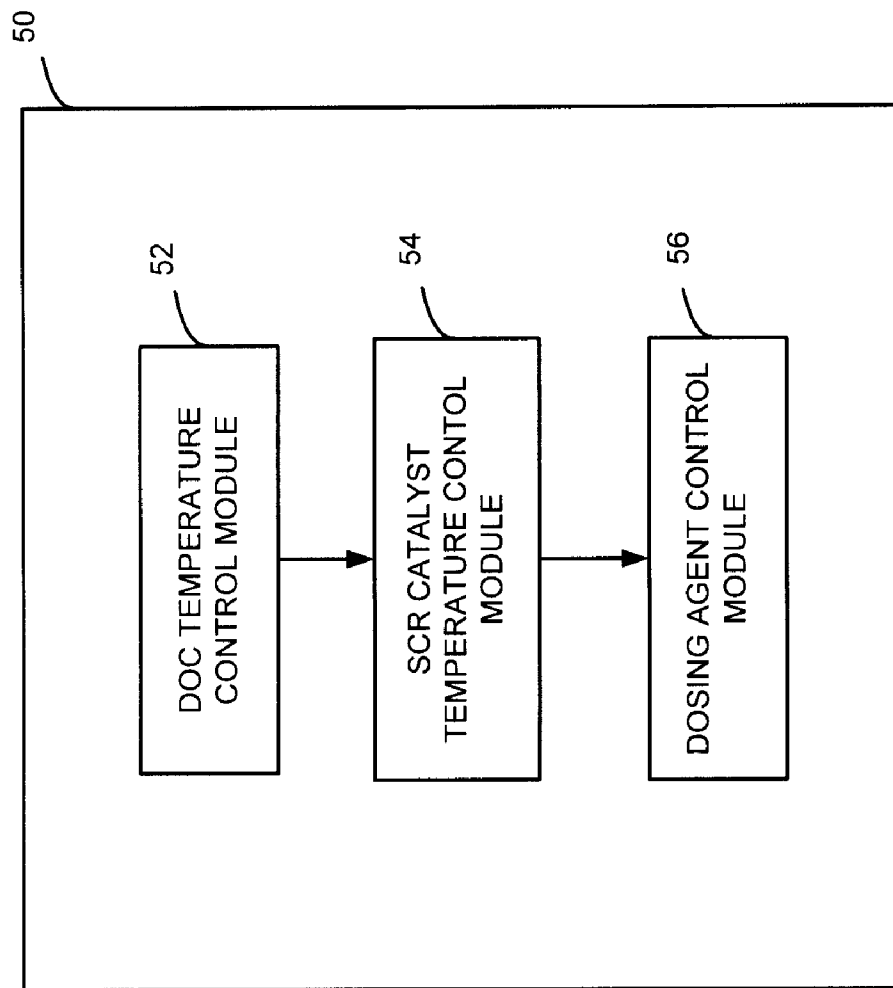 50
52
DOC TEMPERATURE
CONTROL MODULE
54
SCR CATALYST
TEMPERATURE CONTOL
MODULE
56
DOSING AGENT CONTROL
MODULE